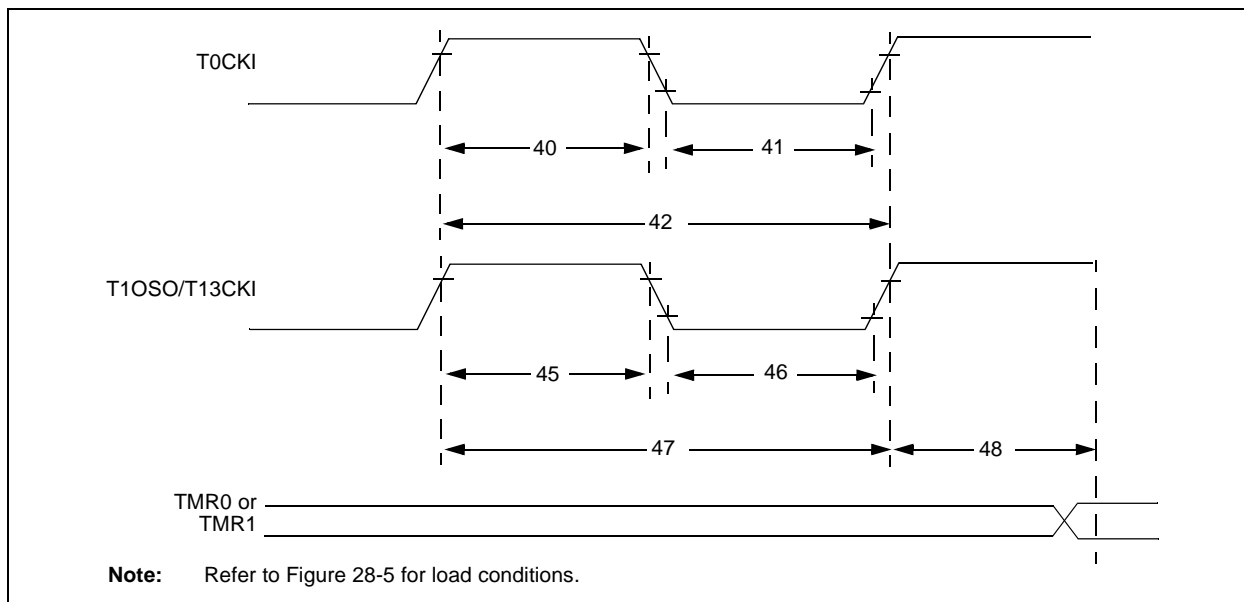 T0CKI
40
41
42
T1OSO/T13CKI
45
46
47
48
TMR0 or
TMR1
Note: Refer to Figure 28-5 for load conditions.